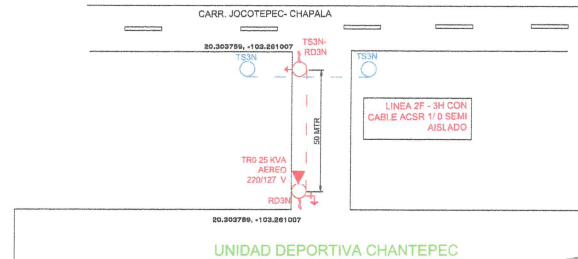 CARR. JOCOTEPEC- CHAPALA
20.303789, -103.261007
TS3N-
RD3N
TS3N
TS3N
LINEA 2F - 3H CON
CABLE ACSR 1/ 0 SEMI
AISLADO
50 MTR
TR0 25 KVA
AEREO
220/127 V
RD3N
20.303789, -103.261007
UNIDAD DEPORTIVA CHANTEPEC